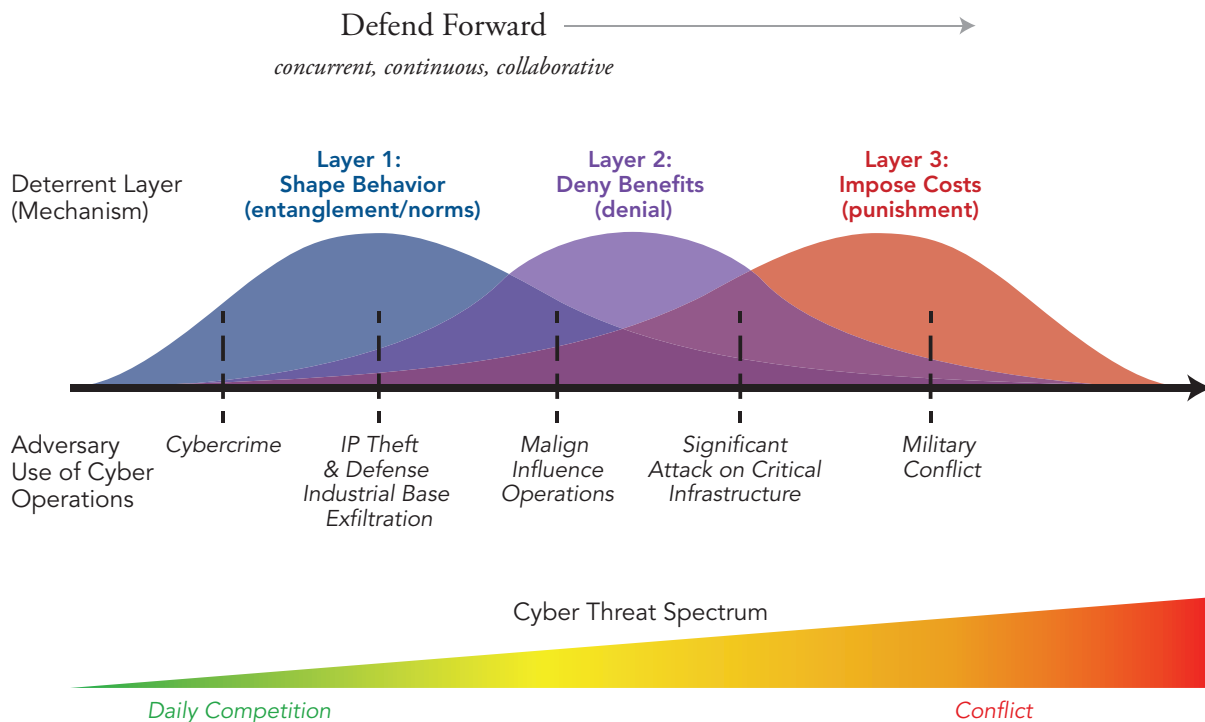 Defend Forward
concurrent, continuous, collaborative
Deterrent Layer
(Mechanism)
Layer 1:
Shape Behavior
(entanglement/norms)
Layer 2:
Deny Benefits
(denial)
Layer 3:
Impose Costs
(punishment)
Adversary
Use of Cyber
Operations
Cybercrime
IP Theft
& Defense
Industrial Base
Exfiltration
Malign
Influence
Operations
Significant
Attack on Critical
Infrastructure
Military
Conflict
Cyber Threat Spectrum
Daily Competition
Conflict